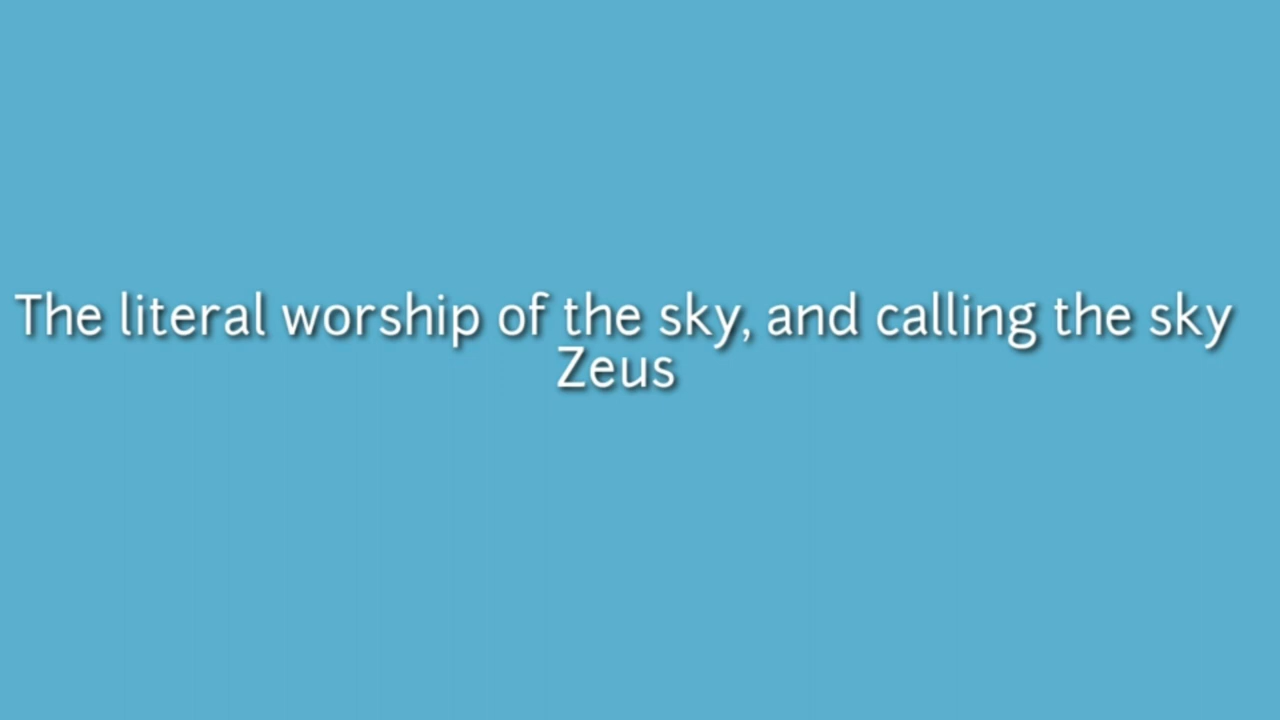 The literal worship of the sky, and calling the sky
Zeus